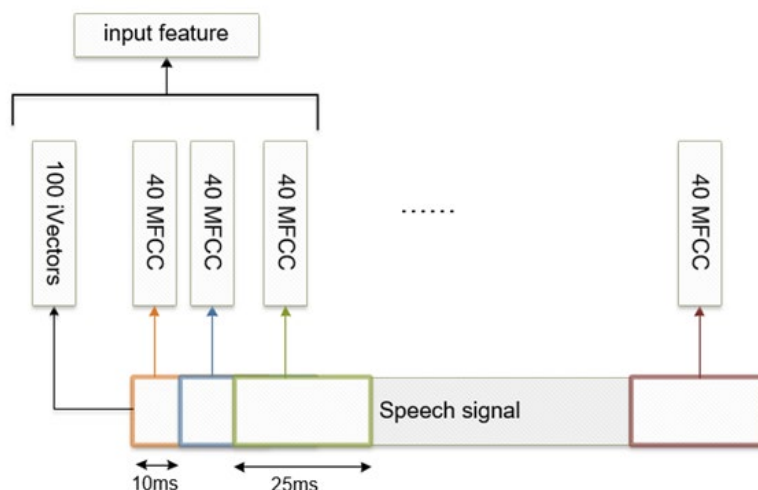 input feature
100 iVectors
40 MFCC
40 MFCC
40 MFCC
.......
40 MFCC
Speech signal
10ms
25ms